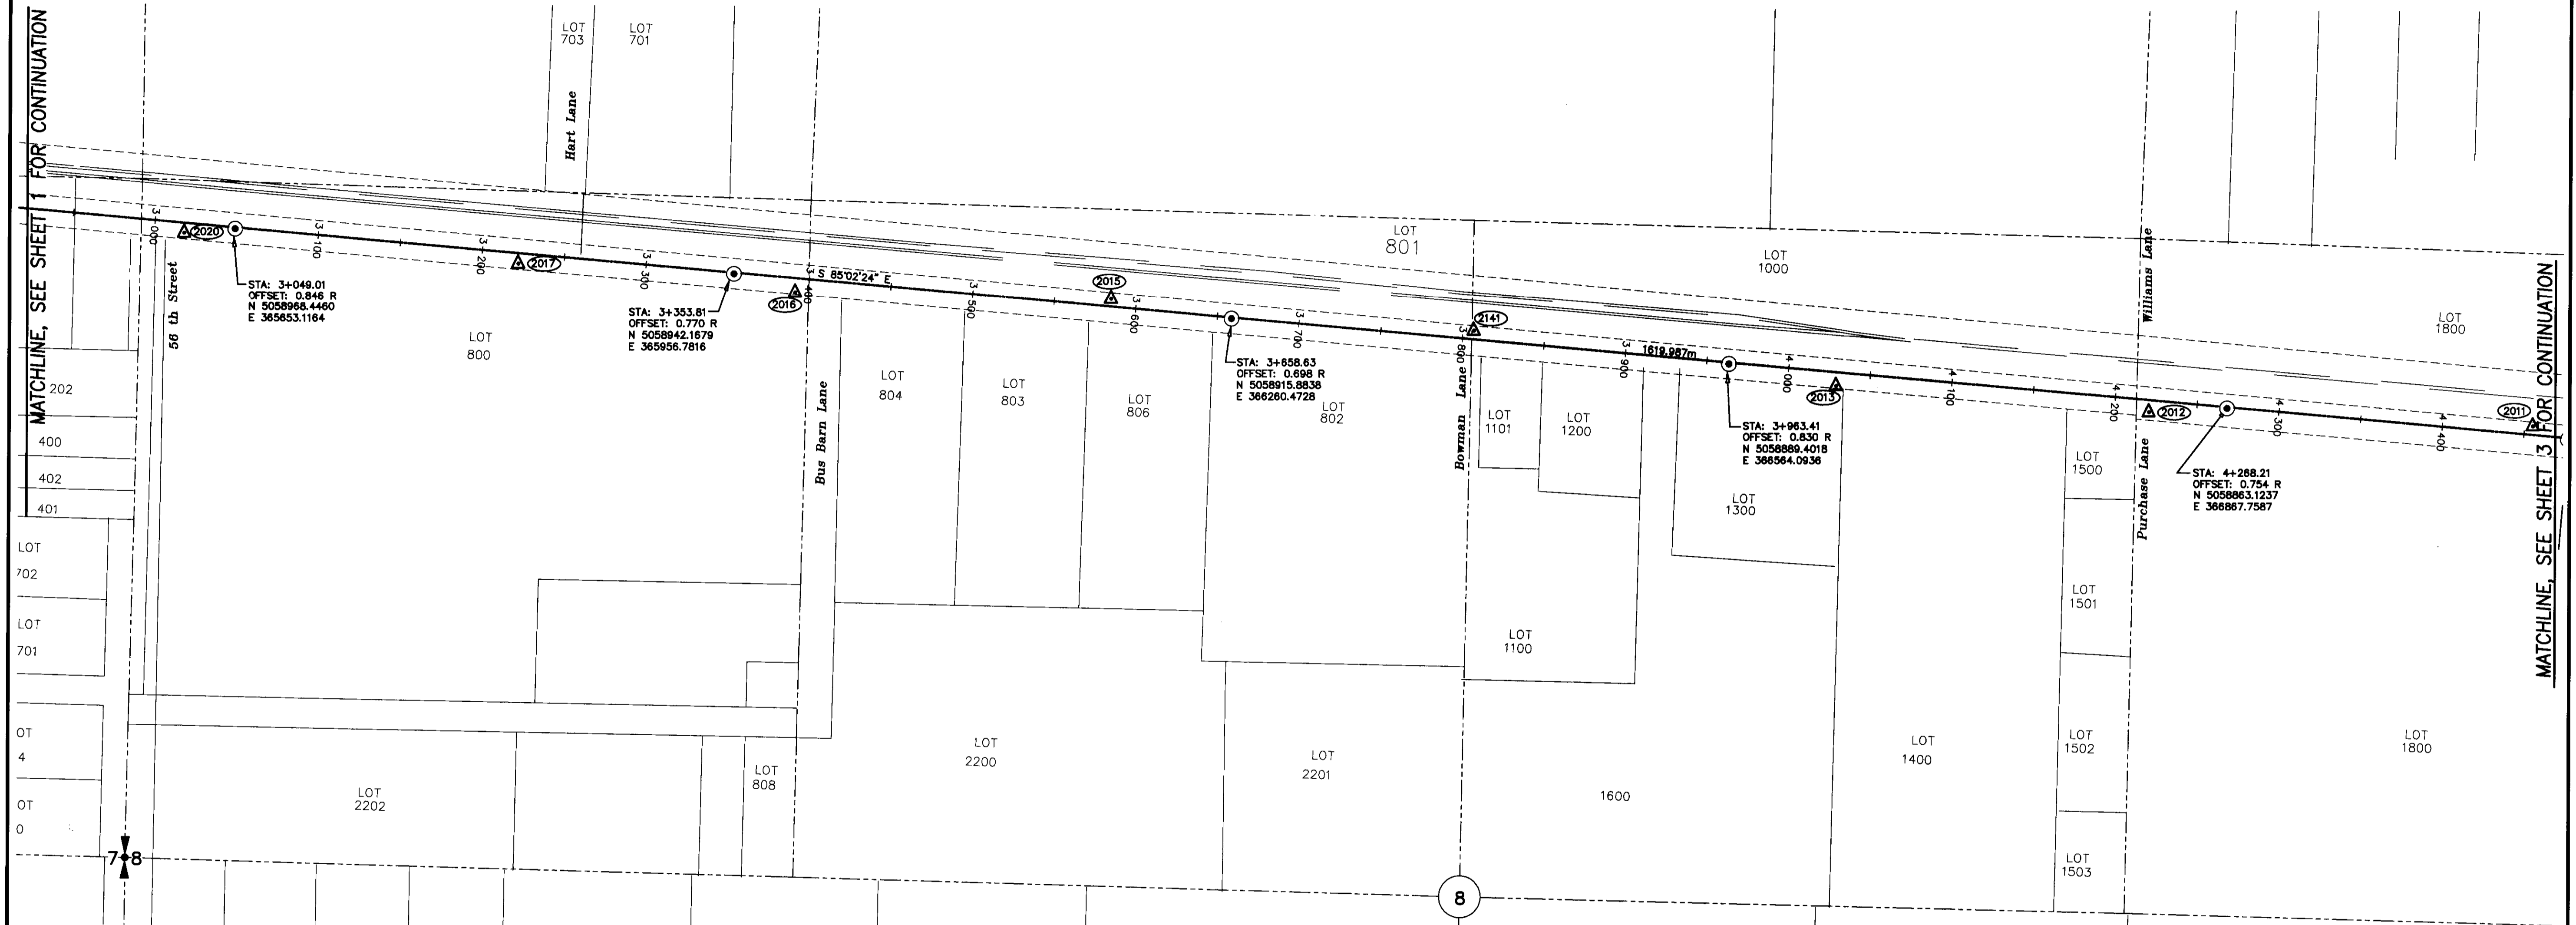 MATCHLINE, SEE SHEET 1 FOR CONTINUATION
LOT
703
LOT
701
Hart Lane
56 th Street
3+000
2020
3+100
3+200
2017
3+300
STA: 3+049.01
OFFSET: 0.846 R
N 5058968.4460
E 365653.1164
STA: 3+353.81
OFFSET: 0.770 R
N 5058942.1679
E 365956.7816
2016
3+400
S 85°02'24" E
3+500
2015
3+600
3+700
STA: 3+658.63
OFFSET: 0.698 R
N 5058915.8838
E 366260.4728
LOT
801
2141
3+800
LOT
1000
1619.987m
3+900
4+000
2013
STA: 3+963.41
OFFSET: 0.830 R
N 5058889.4018
E 366564.0936
4+100
4+200
Williams Lane
2012
4+300
4+400
2011
STA: 4+268.21
OFFSET: 0.754 R
N 5058863.1237
E 366867.7587
LOT
1800
MATCHLINE, SEE SHEET 3 FOR CONTINUATION
202
400
402
401
LOT
702
LOT
701
OT
4
OT
0
LOT
800
Bus Barn Lane
LOT
804
LOT
803
LOT
806
LOT
802
Bowman Lane
LOT
1101
LOT
1200
LOT
1300
LOT
1100
LOT
1500
LOT
1501
Purchase Lane
LOT
1502
LOT
1503
LOT
1800
LOT
1400
1600
LOT
2201
LOT
2200
LOT
808
LOT
2202
7 8
8